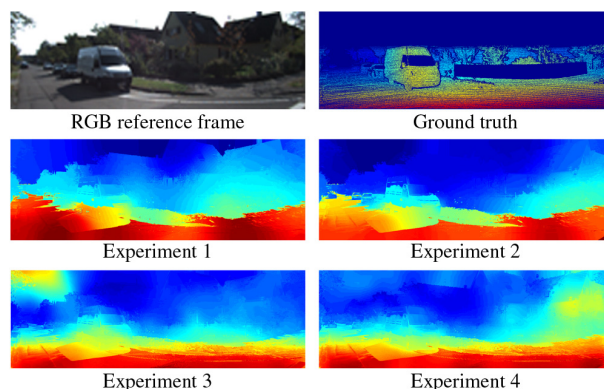 RGB reference frame
Ground truth
Experiment 1
Experiment 2
Experiment 3
Experiment 4